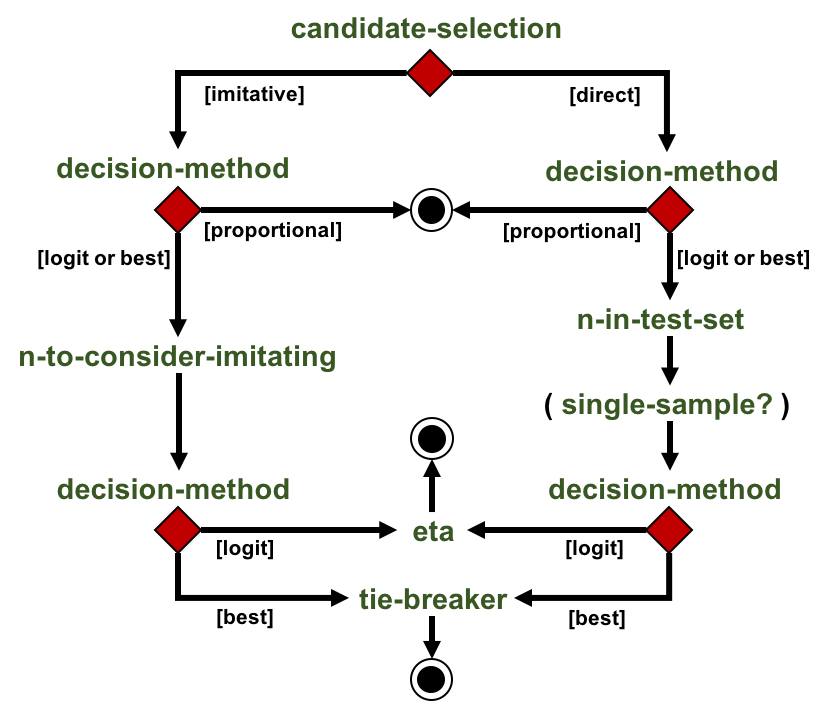 candidate-selection
[imitative]
[direct]
decision-method
decision-method
[proportional]
[proportional]
[logit or best]
[logit or best]
n-in-test-set
n-to-consider-imitating
( single-sample? )
decision-method
decision-method
eta
[logit]
[logit]
tie-breaker
[best]
[best]